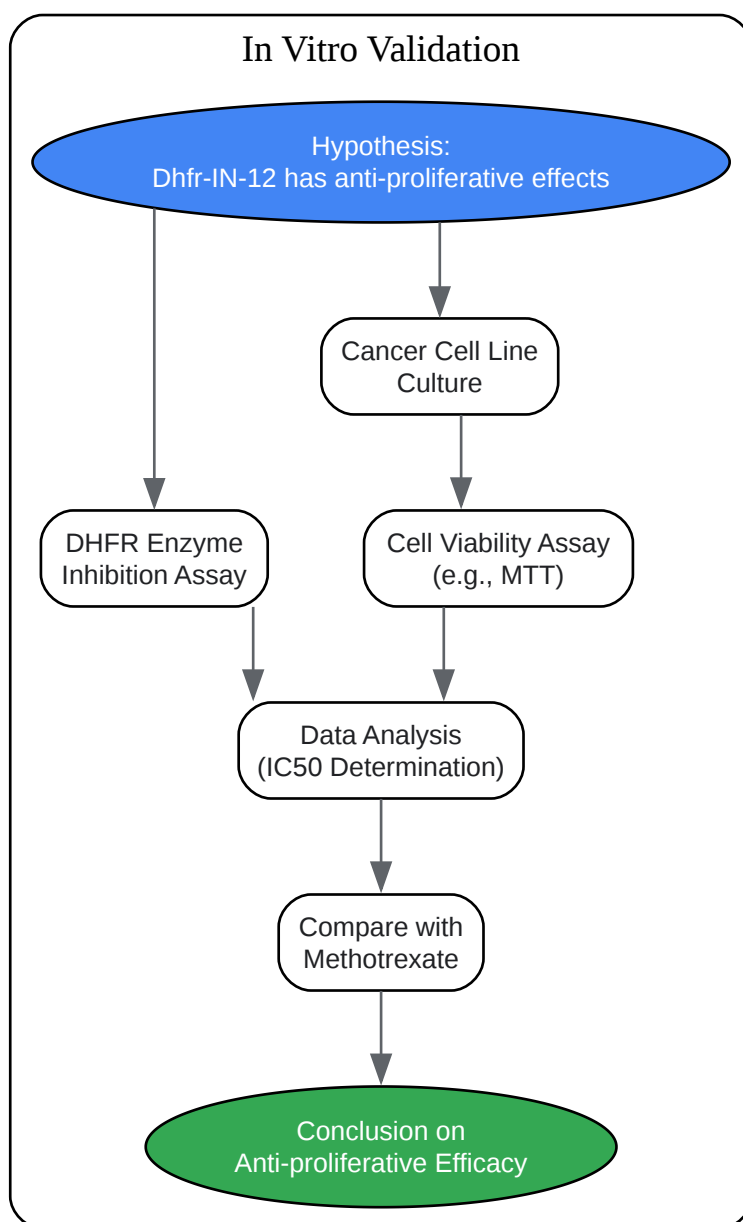 In Vitro Validation
Hypothesis:
Dhfr-IN-12 has anti-proliferative effects
Cancer Cell Line
Culture
DHFR Enzyme
Inhibition Assay
Cell Viability Assay
(e.g., MTT)
Data Analysis
(IC50 Determination)
Compare with
Methotrexate
Conclusion on
Anti-proliferative Efficacy